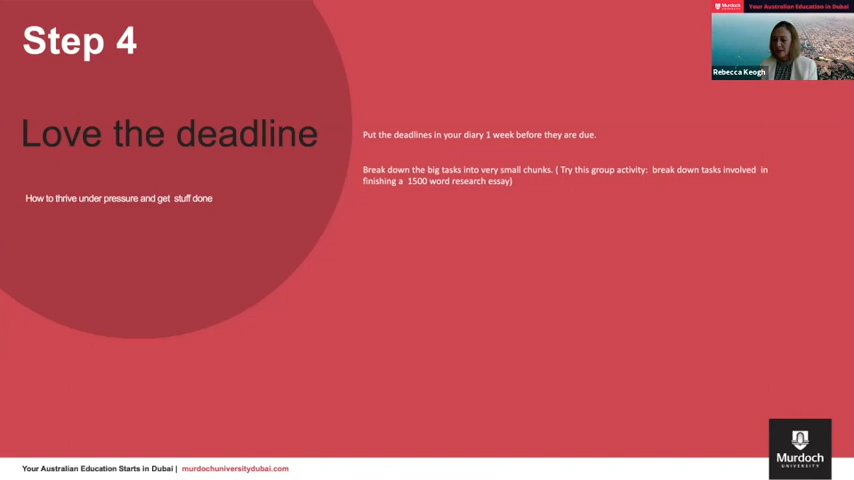 Step 4
Murdoch
Your Australian Education in Dubai
Rebecca Keogh
Love the deadline
Put the deadlines in your diary 1 week before they are due.
Break down the big tasks into very small chunks. ( Try this group activity: break down tasks involved in
finishing a 1500 word research essay)
How to thrive under pressure and get stuff done
Murdoch
UNIVERSITY
Your Australian Education Starts in Dubai | murdochuniversitydubai.com